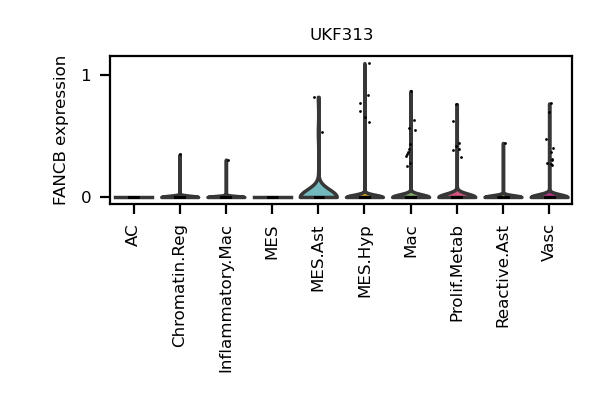 UKF313
FANCB expression
1
0
AC
Chromatin.Reg
Inflammatory.Mac
MES
MES.Ast
MES.Hyp
Mac
Prolif.Metab
Reactive.Ast
Vasc